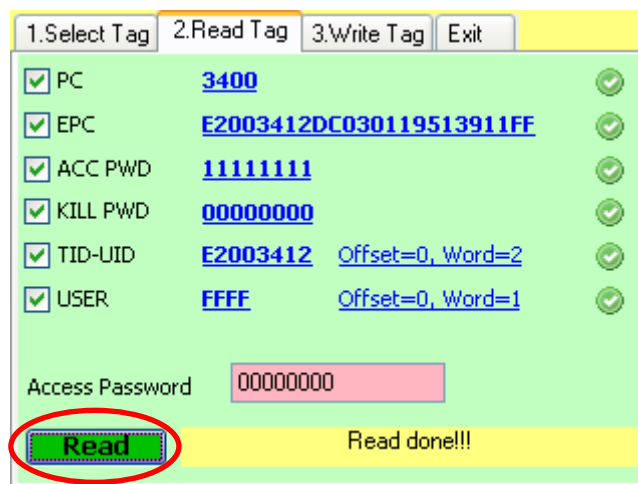 1.Select Tag 2.Read Tag 3.Write Tag Exit
PC 3400
EPC E2003412DC030119513911FF
ACC PWD 11111111
KILL PWD 00000000
TID-UID E2003412 Offset=0, Word=2
USER FFFF Offset=0, Word=1
Access Password 00000000
Read Read done!!!